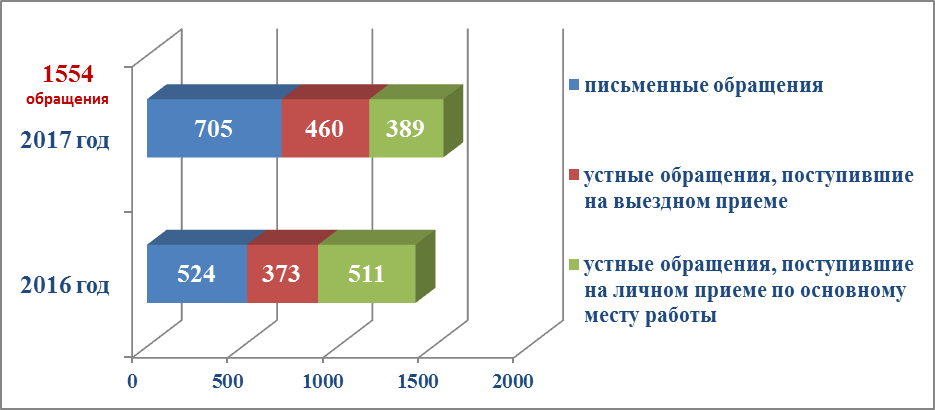 1554
обращения
2017 год
705 460 389
2016 год
524 373 511
0 500 1000 1500 2000
письменные обращения
устные обращения, поступившие
на выездном приеме
устные обращения, поступившие
на личном приеме по основному
месту работы